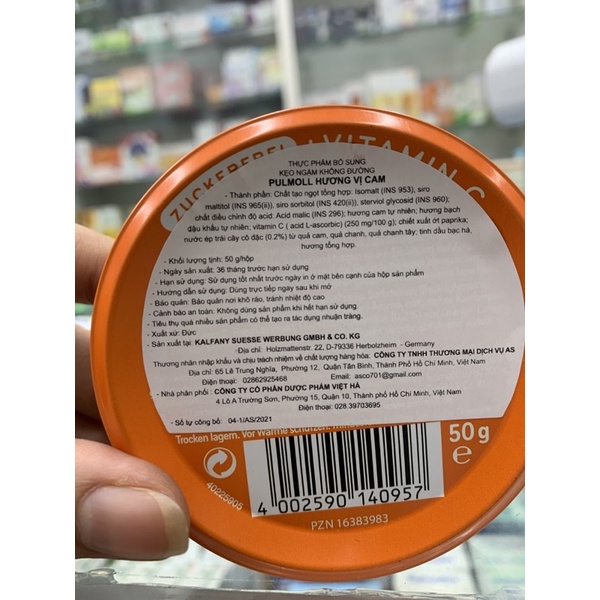 ZUCKERFREI + VITAMIN C
THỰC PHẨM BỔ SUNG
KẸO NGẬM KHÔNG ĐƯỜNG
PULMOLL HƯƠNG VỊ CAM
- Thành phần: Chất tạo ngọt tổng hợp: Isomalt (INS 953), siro
maltitol (INS 965(ii)), siro sorbitol (INS 420(ii)), sterviol glycosid (INS 960);
chất điều chỉnh độ acid: Acid malic (INS 296); hương cam tự nhiên; hương bạch
đậu khấu tự nhiên; vitamin C ( acid L-ascorbic) (250 mg/100 g); chiết xuất ớt paprika;
nước ép trái cây cô đặc (0.2%) từ quả cam, quả chanh, quả chanh tây; tinh dầu bạc hà,
hương tổng hợp.
- Khối lượng tịnh: 50 g/hộp
- Ngày sản xuất: 36 tháng trước hạn sử dụng
- Hạn sử dụng: Sử dụng tốt nhất trước ngày in ở mặt bên cạnh của hộp sản phẩm
- Hướng dẫn sử dụng: Dùng trực tiếp ngay sau khi mở
- Bảo quản: Bảo quản nơi khô ráo, tránh nhiệt độ cao
- Cảnh báo an toàn: Không dùng sản phẩm khi hết hạn sử dụng.
- Tiêu thụ quá nhiều sản phẩm có thể tạo ra tác dụng nhuận tràng.
- Xuất xứ: Đức
- Sản xuất tại: KALFANY SUESSE WERBUNG GMBH & CO. KG
Địa chỉ: Holzmattenstr. 22, D-79336 Herbolzheim - Germany
Thương nhân nhập khẩu và chịu trách nhiệm về chất lượng hàng hóa: CÔNG TY TNHH THƯƠNG MẠI DỊCH VỤ AS
Địa chỉ: 65 Lê Trung Nghĩa, Phường 12, Quận Tân Bình, Thành phố Hồ Chí Minh, Việt Nam
Điện thoại: 02862925468 Email: asco701@gmail.com
- Nhà phân phối : CÔNG TY CỔ PHẦN DƯỢC PHẨM VIỆT HÀ
4 Lô A Trường Sơn, Phường 15, Quận 10, Thành phố Hồ Chí Minh, Việt Nam
Điện thoại: 028 39703695
- Số tự công bố: 04-1/AS/2021
Trocken lagern. Vor Wärme schützen.
50 g
e
40225905
4 002590 140957
PZN 16383983